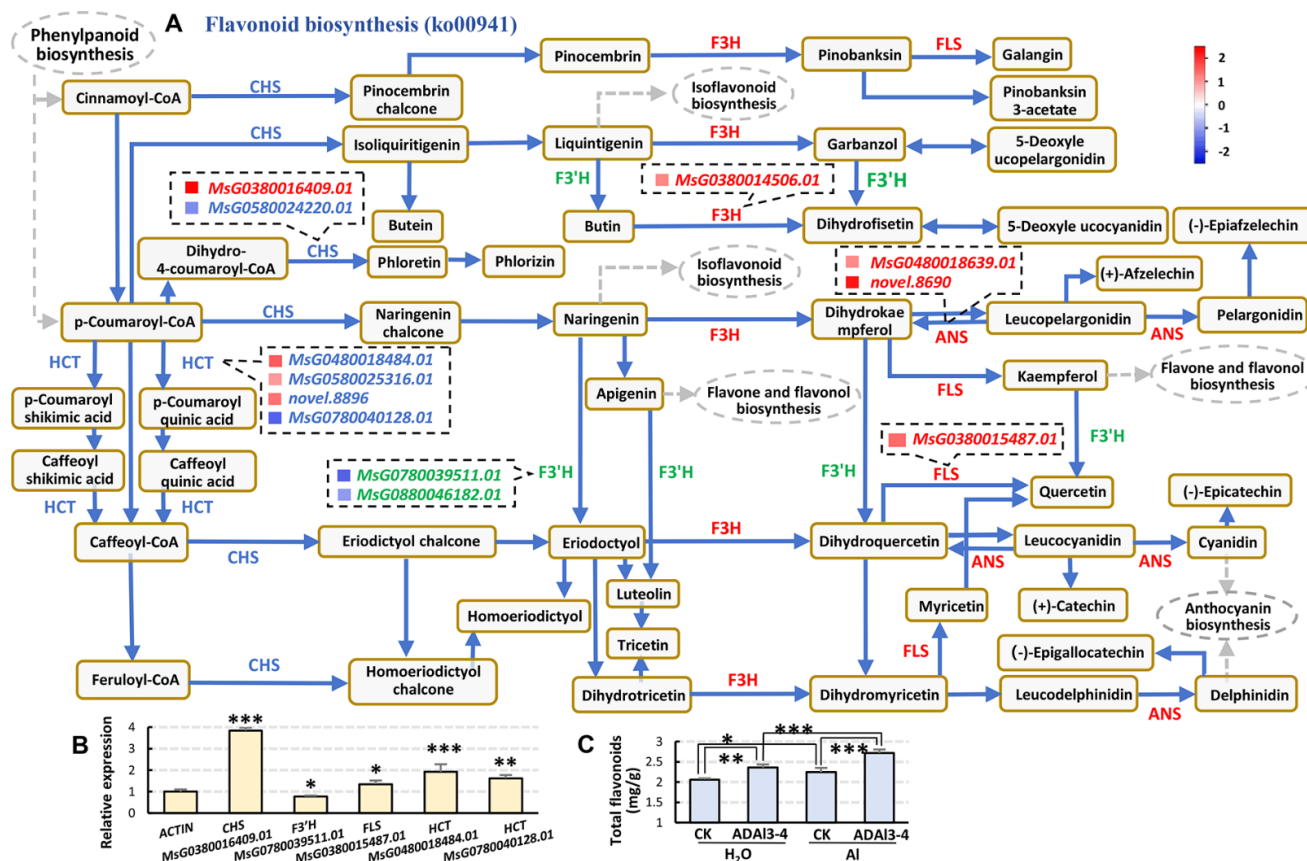 A Flavonoid biosynthesis (ko00941)
Phenylpanoid
biosynthesis
Cinnamoyl-CoA
CHS
Pinocembrin
chalcone
Pinocembrin
F3H
Pinobanksin
FLS
Galangin
Pinobanksin
3-acetate
2
1
0
-1
-2
Isoflavonoid
biosynthesis
CHS
Isoliquiritigenin
Liquintigenin
F3H
Garbanzol
5-Deoxyle
ucopelargonidin
MsG0380016409.01
MsG0580024220.01
F3'H
MsG0380014506.01
F3'H
Butein
Butin
F3H
Dihydrofisetin
5-Deoxyle ucocyanidin
(-)-Epiafzelechin
Dihydro-
4-coumaroyl-CoA
CHS
Phloretin
Phlorizin
Isoflavonoid
biosynthesis
MsG0480018639.01
novel.8690
(+)-Afzelechin
p-Coumaroyl-CoA
CHS
Naringenin
chalcone
Naringenin
F3H
Dihydrokae
mpferol
ANS
Leucopelargonidin
ANS
Pelargonidin
HCT
HCT
MsG0480018484.01
MsG0580025316.01
novel.8896
MsG0780040128.01
FLS
Kaempferol
Flavone and flavonol
biosynthesis
p-Coumaroyl
shikimic acid
p-Coumaroyl
quinic acid
Apigenin
Flavone and flavonol
biosynthesis
MsG0380015487.01
F3'H
Caffeoyl
shikimic acid
Caffeoyl
quinic acid
MsG0780039511.01
MsG0880046182.01
F3'H
F3'H
F3'H
FLS
Quercetin
(-)-Epicatechin
HCT
HCT
Caffeoyl-CoA
CHS
Eriodictyol chalcone
Eriodoctyol
F3H
Dihydroquercetin
ANS
Leucocyanidin
ANS
Cyanidin
Luteolin
Homoeriodictyol
Myricetin
(+)-Catechin
Anthocyanin
biosynthesis
Tricetin
FLS
(-)-Epigallocatechin
Feruloyl-CoA
CHS
Homoeriodictyol
chalcone
Dihydrotricetin
F3H
Dihydromyricetin
Leucodelphinidin
ANS
Delphinidin
B
Relative expression
4
3
2
1
0
***
*
*
***
**
ACTIN
CHS
MsG0380016409.01
F3'H
MsG0780039511.01
FLS
MsG0380015487.01
HCT
MsG0480018484.01
HCT
MsG0780040128.01
C
Total flavonoids
(mg/g)
3
2.5
2
1.5
1
*
**
***
***
CK
ADAl3-4
CK
ADAl3-4
H2O
Al